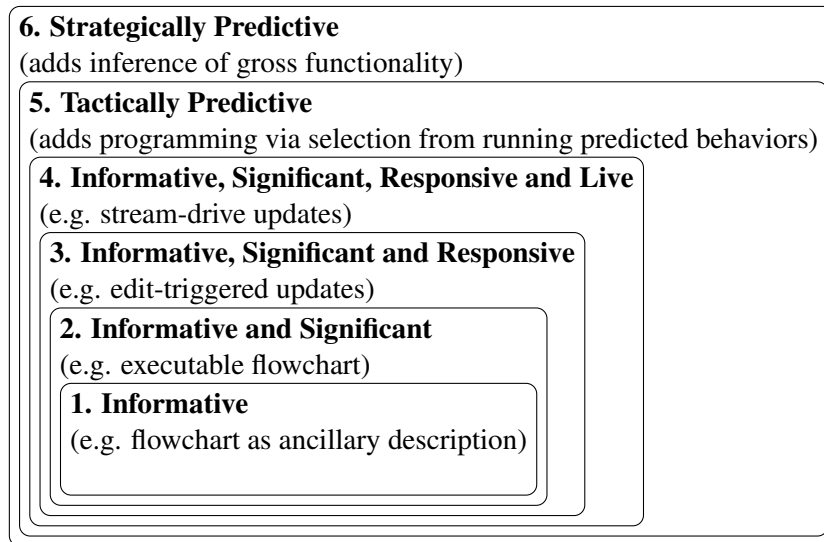 6. Strategically Predictive
(adds inference of gross functionality)
5. Tactically Predictive
(adds programming via selection from running predicted behaviors)
4. Informative, Significant, Responsive and Live
(e.g. stream-drive updates)
3. Informative, Significant and Responsive
(e.g. edit-triggered updates)
2. Informative and Significant
(e.g. executable flowchart)
1. Informative
(e.g. flowchart as ancillary description)